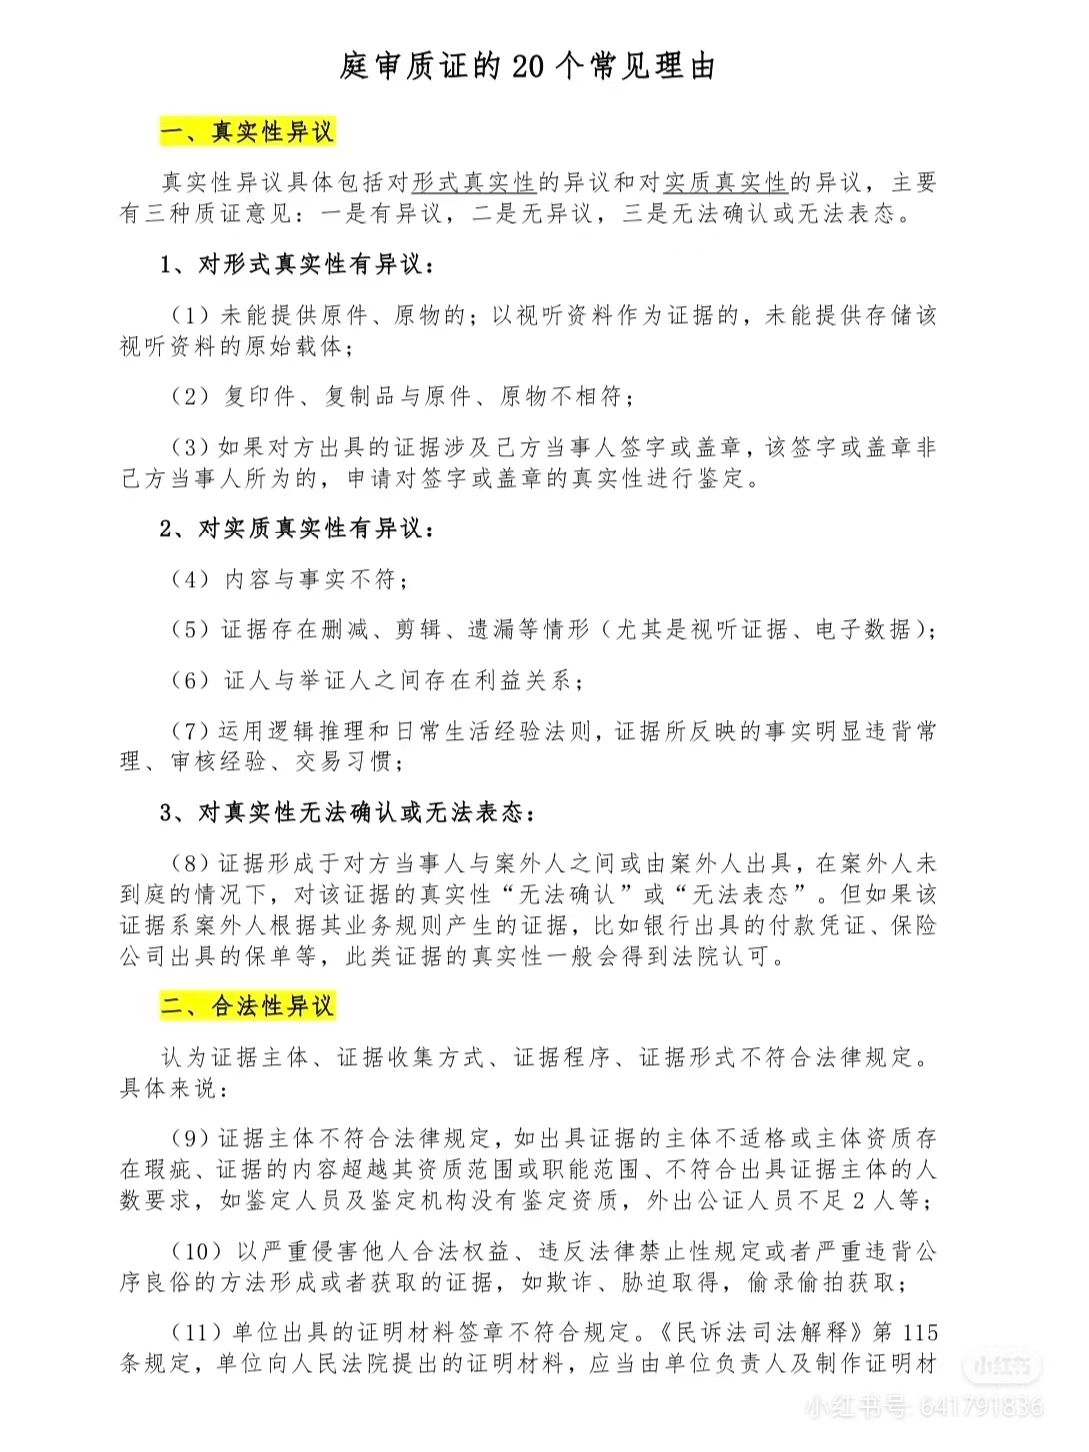 庭审质证的 20 个常见理由
一、真实性异议
真实性异议具体包括对形式真实性的异议和对实质真实性的异议，主要
有三种质证意见：一是有异议，二是无异议，三是无法确认或无法表态。
1、对形式真实性有异议：
（1）未能提供原件、原物的；以视听资料作为证据的，未能提供存储该
视听资料的原始载体；
（2）复印件、复制品与原件、原物不相符；
（3）如果对方出具的证据涉及己方当事人签字或盖章，该签字或盖章非
己方当事人所为的，申请对签字或盖章的真实性进行鉴定。
2、对实质真实性有异议：
（4）内容与事实不符；
（5）证据存在删减、剪辑、遗漏等情形（尤其是视听证据、电子数据）；
（6）证人与举证人之间存在利益关系；
（7）运用逻辑推理和日常生活经验法则，证据所反映的事实明显违背常
理、审核经验、交易习惯；
3、对真实性无法确认或无法表态：
（8）证据形成于对方当事人与案外人之间或由案外人出具，在案外人未
到庭的情况下，对该证据的真实性“无法确认”或“无法表态”。但如果该
证据系案外人根据其业务规则产生的证据，比如银行出具的付款凭证、保险
公司出具的保单等，此类证据的真实性一般会得到法院认可。
二、合法性异议
认为证据主体、证据收集方式、证据程序、证据形式不符合法律规定。
具体来说：
（9）证据主体不符合法律规定，如出具证据的主体不适格或主体资质存
在瑕疵、证据的内容超越其资质范围或职能范围、不符合出具证据主体的人
数要求，如鉴定人员及鉴定机构没有鉴定资质，外出公证人员不足 2 人等；
（10）以严重侵害他人合法权益、违反法律禁止性规定或者严重违背公
序良俗的方法形成或者获取的证据，如欺诈、胁迫取得，偷录偷拍获取；
（11）单位出具的证明材料签章不符合规定。《民诉法司法解释》第 115
条规定，单位向人民法院提出的证明材料，应当由单位负责人及制作证明材
小红书
小红书号: 641791836